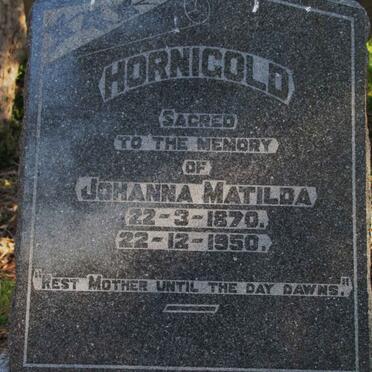 HORNIGOLD
SACRED
TO THE MEMORY
OF
JOHANNA MATILDA
22-3-1870.
22-12-1950.
"REST MOTHER UNTIL THE DAY DAWNS."